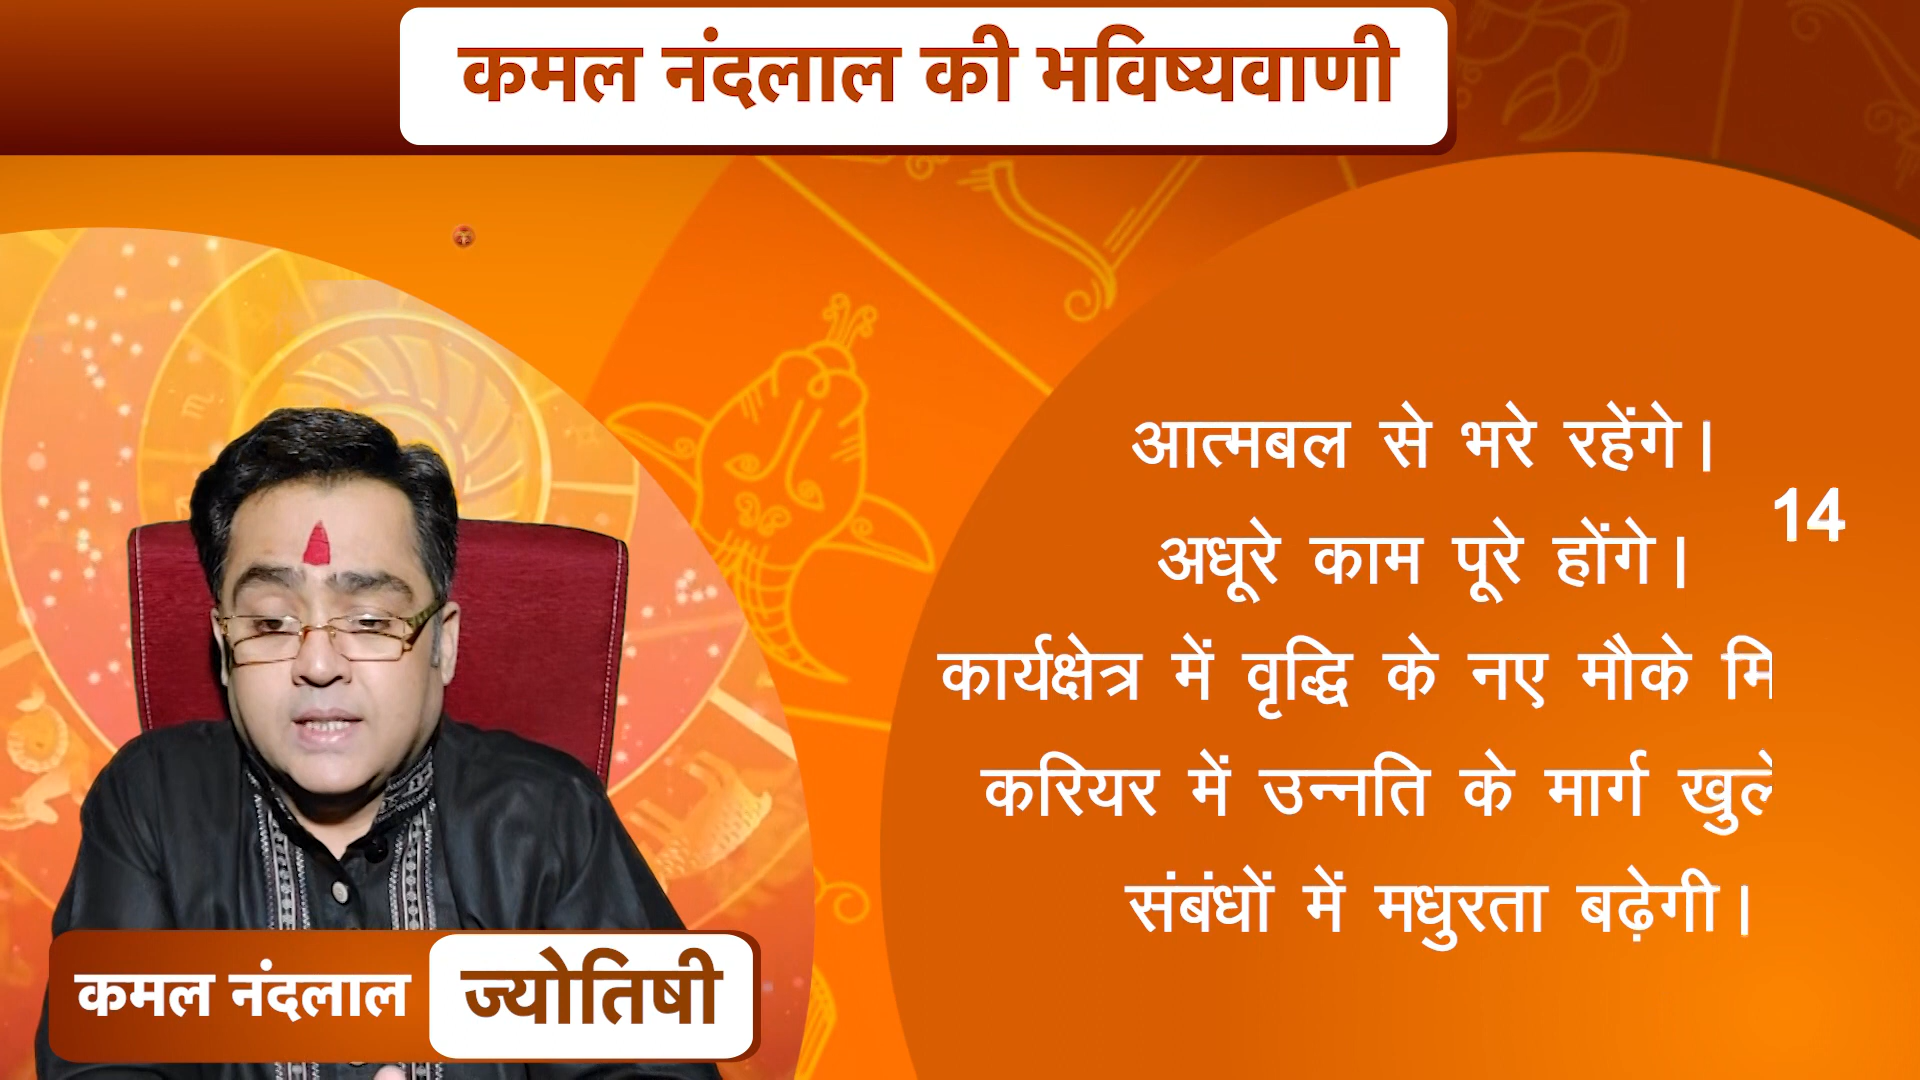 कमल नंदलाल की भविष्यवाणी
आत्मबल से भरे रहेंगे।
14
अधूरे काम पूरे होंगे।
कार्यक्षेत्र में वृद्धि के नए मौके
करियर में उन्नति के मार्ग
संबंधों में मधुरता बढ़ेगी।
कमल नंदलाल
ज्योतिषी